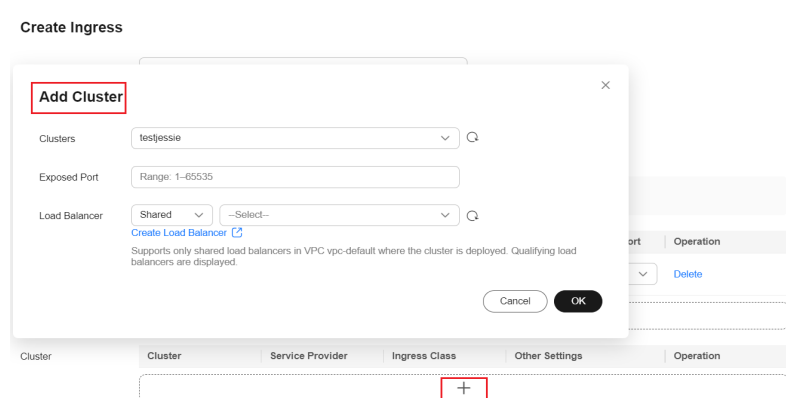 Create Ingress
Add Cluster
Clusters testjessie
Exposed Port Range: 1–65535
Load Balancer Shared --Select--
Create Load Balancer
Supports only shared load balancers in VPC vpc-default where the cluster is deployed. Qualifying load
balancers are displayed.
ort Operation
Delete
Cancel OK
Cluster Cluster Service Provider Ingress Class Other Settings Operation